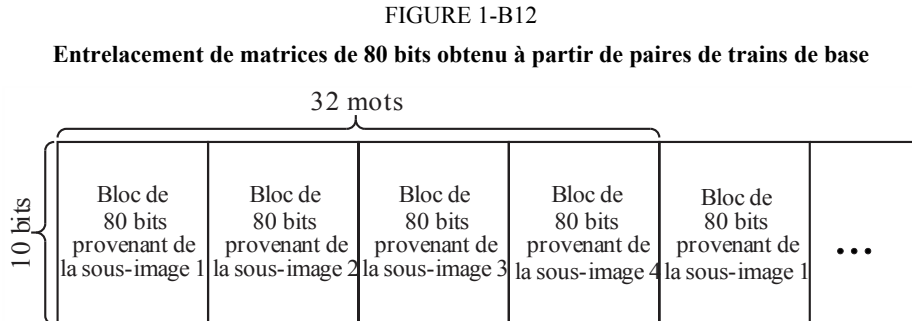 FIGURE 1-B12
Entrelacement de matrices de 80 bits obtenu à partir de paires de trains de base
32 mots
10 bits
Bloc de
80 bits
provenant de
la sous-image 1
Bloc de
80 bits
provenant de
la sous-image 2
Bloc de
80 bits
provenant de
la sous-image 3
Bloc de
80 bits
provenant de
la sous-image 4
Bloc de
80 bits
provenant de
la sous-image 1
...